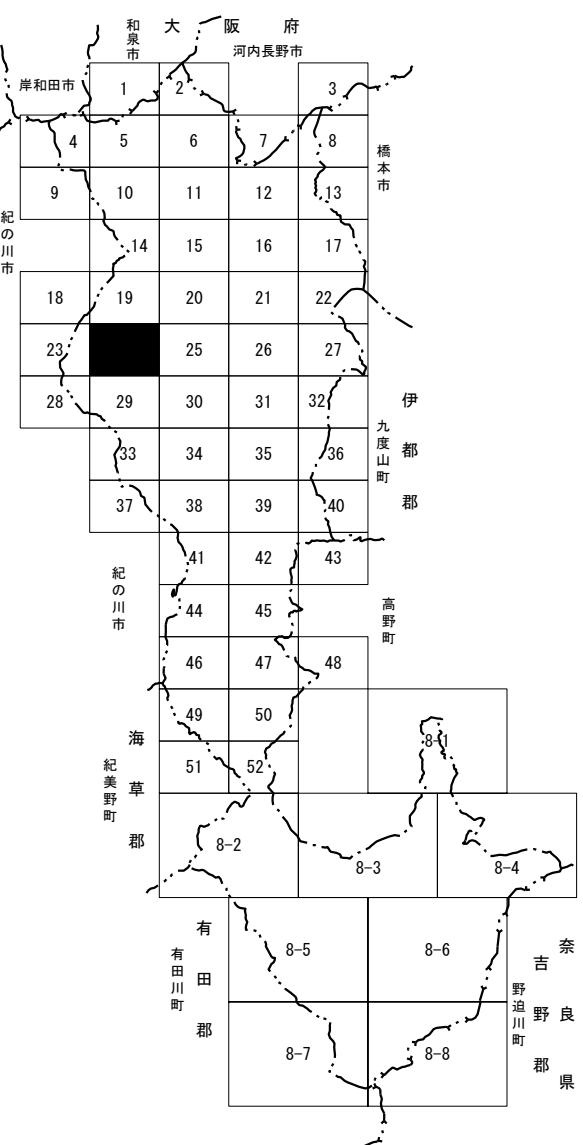 大阪府
和泉市
河内長野市
岸和田市
1 2 3
4 5 6 7 8
橋本市
9 10 11 12 13
紀の川市
14 15 16 17
18 19 20 21 22
23 25 26 27
28 29 30 31 32
伊都郡
九度山町
33 34 35 36
37 38 39 40
41 42 43
紀の川市
44 45
高野町
46 47 48
49 50
8-1
海草郡
紀美野町
51 52
8-2 8-3 8-4
有田郡
有田川町
8-5 8-6
奈良県
吉野郡
野迫川町
8-7 8-8